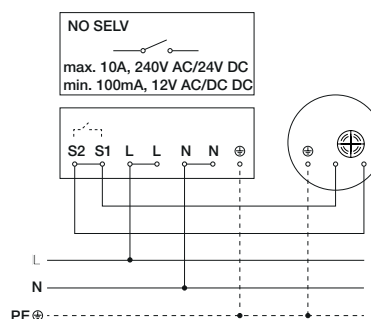 NO SELV
max. 10A, 240V AC/24V DC
min. 100mA, 12V AC/DC DC
S2 S1 L L N N
L
N
PE